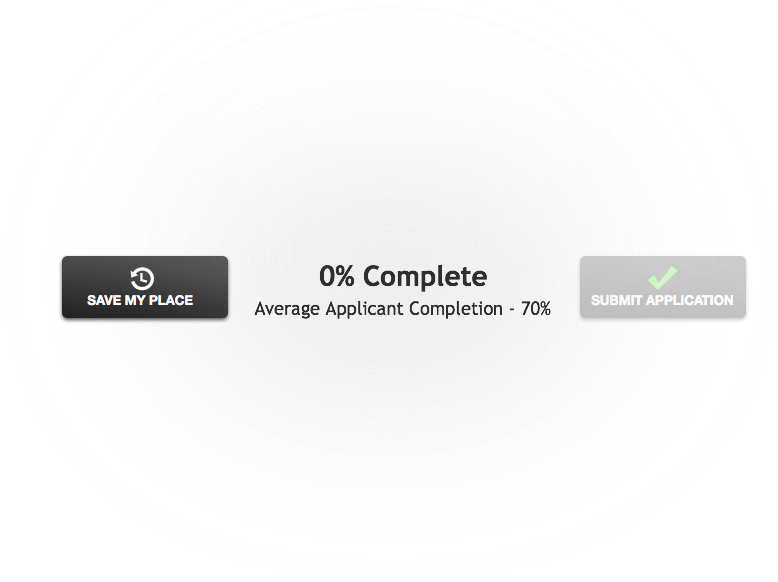 SAVE MY PLACE
0% Complete
Average Applicant Completion - 70%
SUBMIT APPLICATION